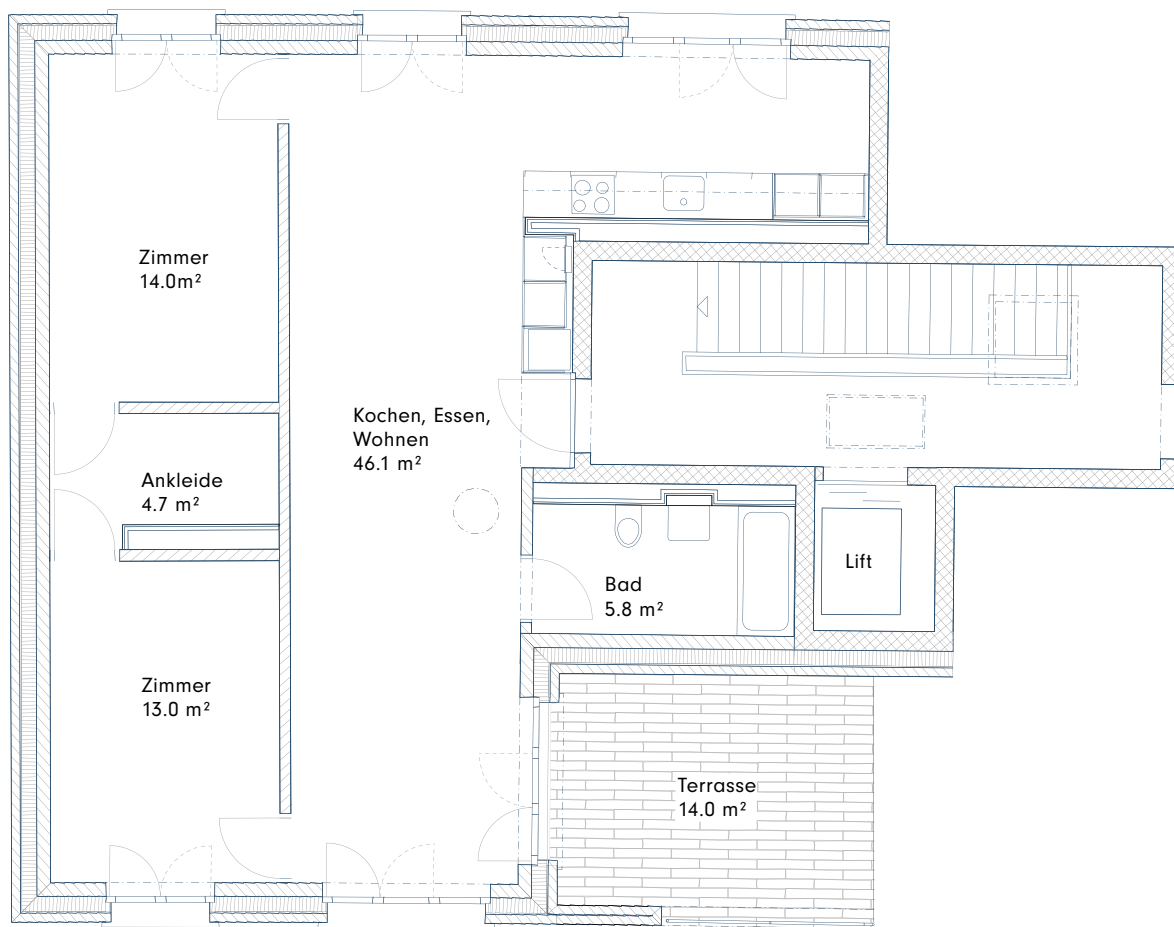 Zimmer
14.0m²
Kochen, Essen,
Wohnen
46.1 m²
Ankleide
4.7 m²
Lift
Bad
5.8 m²
Zimmer
13.0 m²
Terrasse
14.0 m²